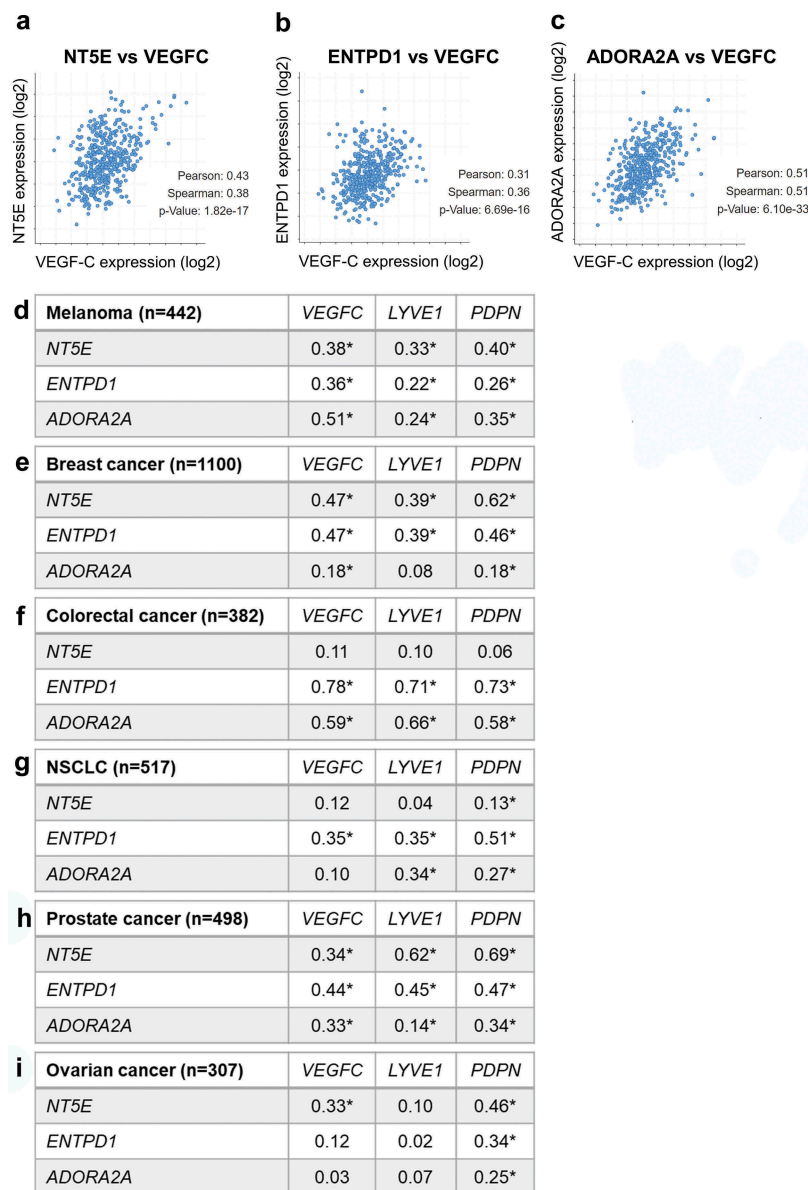 a
NT5E vs VEGFC
NT5E expression (log2)
Pearson: 0.43
Spearman: 0.38
p-Value: 1.82e-17
VEGF-C expression (log2)
b
ENTPD1 vs VEGFC
ENTPD1 expression (log2)
Pearson: 0.31
Spearman: 0.36
p-Value: 6.69e-16
VEGF-C expression (log2)
c
ADORA2A vs VEGFC
ADORA2A expression (log2)
Pearson: 0.51
Spearman: 0.51
p-Value: 6.10e-33
VEGF-C expression (log2)
d Melanoma (n=442) VEGFC LYVE1 PDPN
NT5E 0.38* 0.33* 0.40*
ENTPD1 0.36* 0.22* 0.26*
ADORA2A 0.51* 0.24* 0.35*
e Breast cancer (n=1100) VEGFC LYVE1 PDPN
NT5E 0.47* 0.39* 0.62*
ENTPD1 0.47* 0.39* 0.46*
ADORA2A 0.18* 0.08 0.18*
f Colorectal cancer (n=382) VEGFC LYVE1 PDPN
NT5E 0.11 0.10 0.06
ENTPD1 0.78* 0.71* 0.73*
ADORA2A 0.59* 0.66* 0.58*
g NSCLC (n=517) VEGFC LYVE1 PDPN
NT5E 0.12 0.04 0.13*
ENTPD1 0.35* 0.35* 0.51*
ADORA2A 0.10 0.34* 0.27*
h Prostate cancer (n=498) VEGFC LYVE1 PDPN
NT5E 0.34* 0.62* 0.69*
ENTPD1 0.44* 0.45* 0.47*
ADORA2A 0.33* 0.14* 0.34*
i Ovarian cancer (n=307) VEGFC LYVE1 PDPN
NT5E 0.33* 0.10 0.46*
ENTPD1 0.12 0.02 0.34*
ADORA2A 0.03 0.07 0.25*